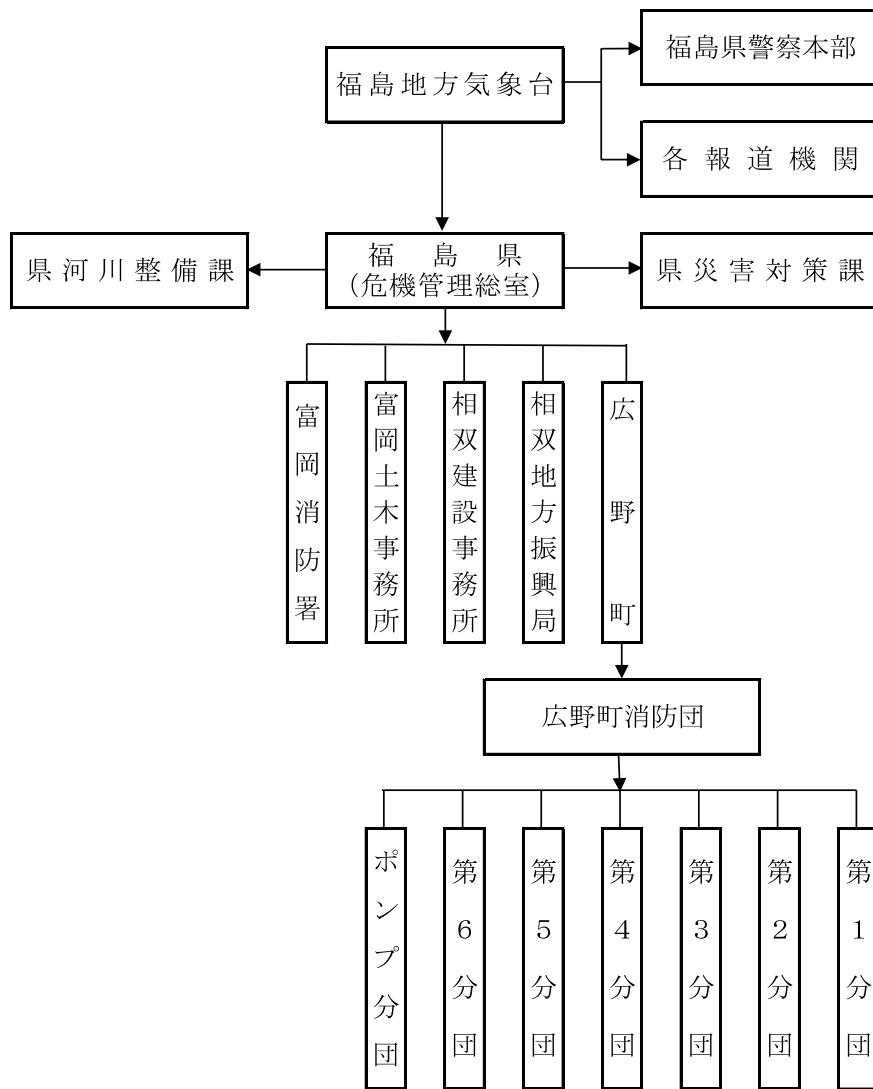 福島県警察本部
福島地方気象台
各報道機関
県河川整備課
福島県
（危機管理総室）
県災害対策課
富岡消防署
富岡土木事務所
相双建設事務所
相双地方振興局
広野町
広野町消防団
ポンプ分団
第６分団
第５分団
第４分団
第３分団
第２分団
第１分団